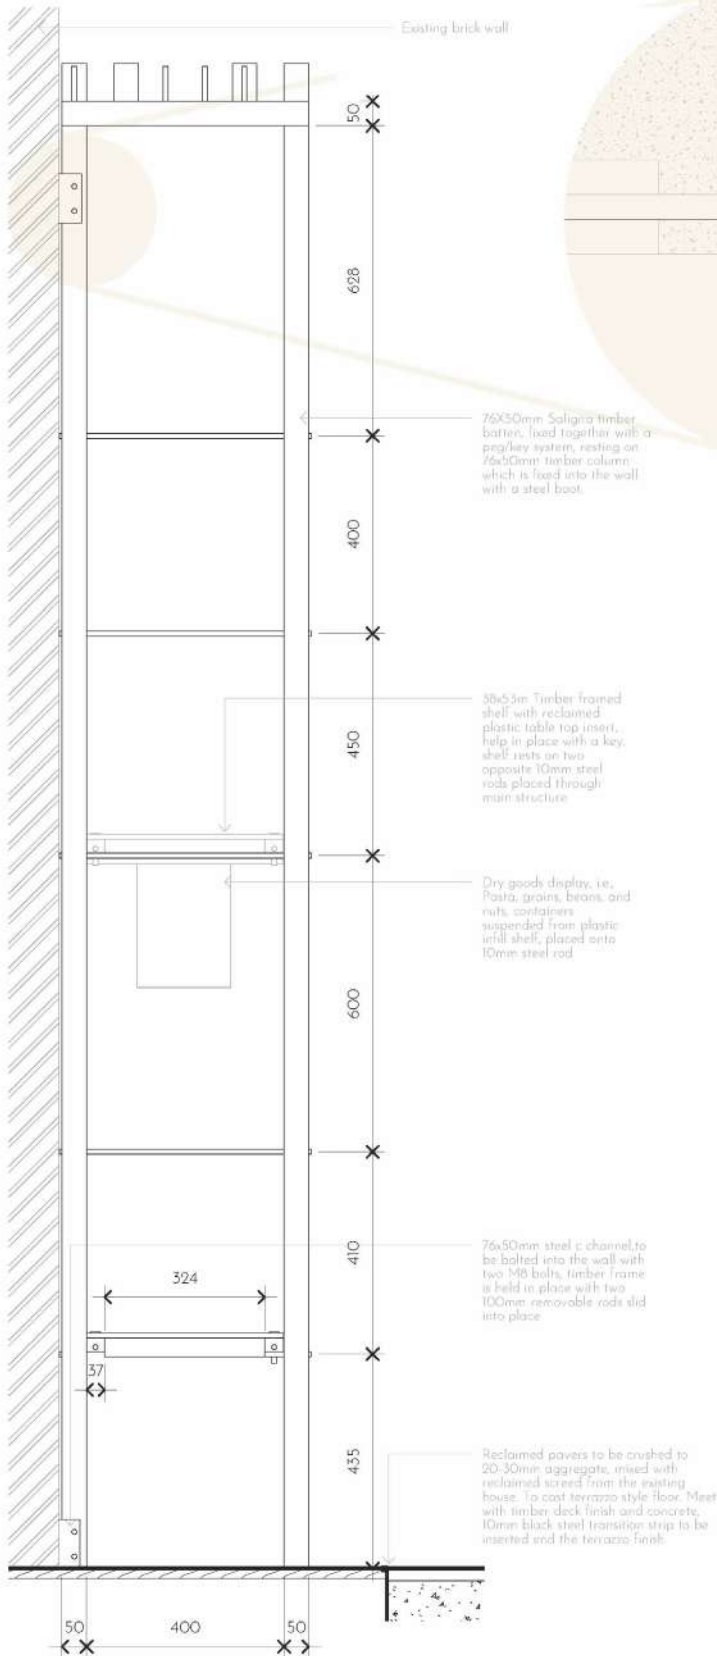 Existing brick wall
50
628
76X50mm Saligna timber
batten, fixed together with a
peg/key system, resting on
76x50mm timber column
which is fixed into the wall
with a steel boot.
400
38x53m Timber framed
shelf with reclaimed
plastic table top insert,
help in place with a key.
shelf rests on two
opposite 10mm steel
rods placed through
main structure
450
Dry goods display, i.e,
Pasta, grains, beans, and
nuts, containers
suspended from plastic
infill shelf, placed onto
10mm steel rod
600
76x50mm steel c channel,to
be bolted into the wall with
two M8 bolts, timber frame
is held in place with two
100mm removable rods slid
into place
410
324
37
435
Reclaimed pavers to be crushed to
20-30mm aggregate, mixed with
reclaimed screed from the existing
house. To cast terrazzo style floor. Meet
with timber deck finish and concrete,
10mm black steel transition strip to be
inserted end the terrazzo finish
50
400
50